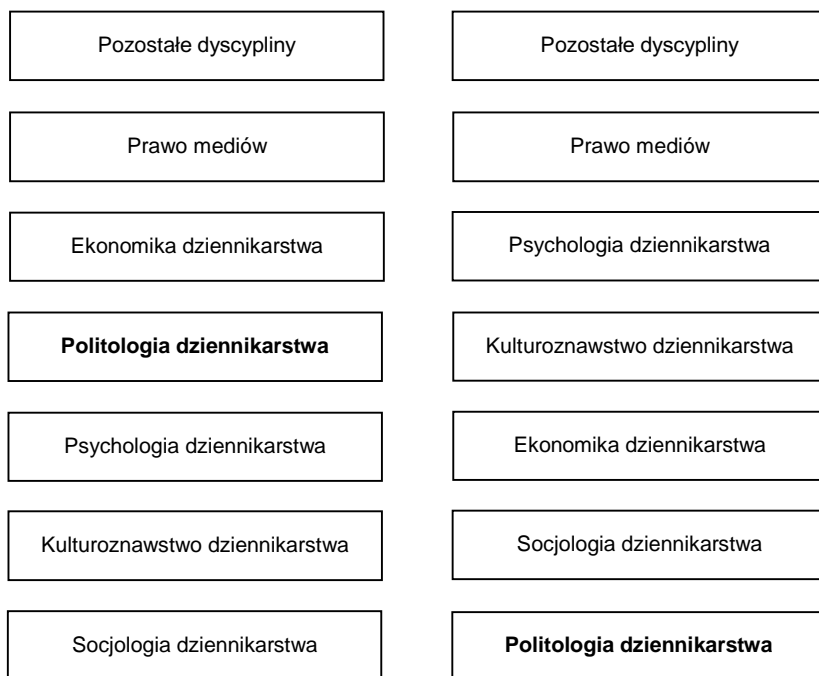 Pozostałe dyscypliny
Prawo mediów
Ekonomika dziennikarstwa
Politologia dziennikarstwa
Psychologia dziennikarstwa
Kulturoznawstwo dziennikarstwa
Socjologia dziennikarstwa
Pozostałe dyscypliny
Prawo mediów
Psychologia dziennikarstwa
Kulturoznawstwo dziennikarstwa
Ekonomika dziennikarstwa
Socjologia dziennikarstwa
Politologia dziennikarstwa